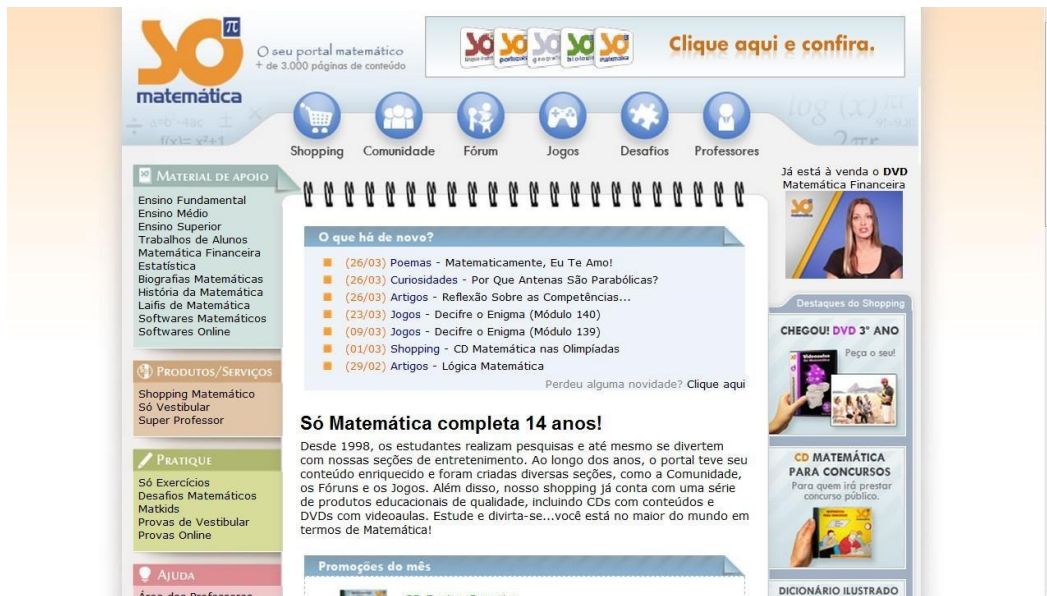 π
matemática
O seu portal matemático
+ de 3.000 páginas de conteúdo
Clique aqui e confira.
Shopping
Comunidade
Fórum
Jogos
Desafios
Professores
MATERIAL DE APOIO
Ensino Fundamental
Ensino Médio
Ensino Superior
Trabalhos de Alunos
Matemática Financeira
Estatística
Biografias Matemáticas
História da Matemática
Laifis de Matemática
Softwares Matemáticos
Softwares Online
PRODUTOS/SERVIÇOS
Shopping Matemático
Só Vestibular
Super Professor
PRATIQUE
Só Exercícios
Desafios Matemáticos
Matkids
Provas de Vestibular
Provas Online
AJUDA
O que há de novo?
(26/03) Poemas - Matematicamente, Eu Te Amo!
(26/03) Curiosidades - Por Que Antenas São Parabólicas?
(26/03) Artigos - Reflexão Sobre as Competências...
(23/03) Jogos - Decifre o Enigma (Módulo 140)
(09/03) Jogos - Decifre o Enigma (Módulo 139)
(01/03) Shopping - CD Matemática nas Olimpíadas
(29/02) Artigos - Lógica Matemática
Perdeu alguma novidade? Clique aqui
Só Matemática completa 14 anos!
Desde 1998, os estudantes realizam pesquisas e até mesmo se divertem
com nossas seções de entretenimento. Ao longo dos anos, o portal teve seu
conteúdo enriquecido e foram criadas diversas seções, como a Comunidade,
os Fóruns e os Jogos. Além disso, nosso shopping já conta com uma série
de produtos educacionais de qualidade, incluindo CDs com conteúdos e
DVDs com videoaulas. Estude e divirta-se...você está no maior do mundo em
termos de Matemática!
Promoções do mês
Já está à venda o DVD
Matemática Financeira
Destaques do Shopping
CHEGOU! DVD 3° ANO
Peça o seu!
CD MATEMÁTICA
PARA CONCURSOS
Para quem irá prestar
concurso público.
DICIONÁRIO ILUSTRADO